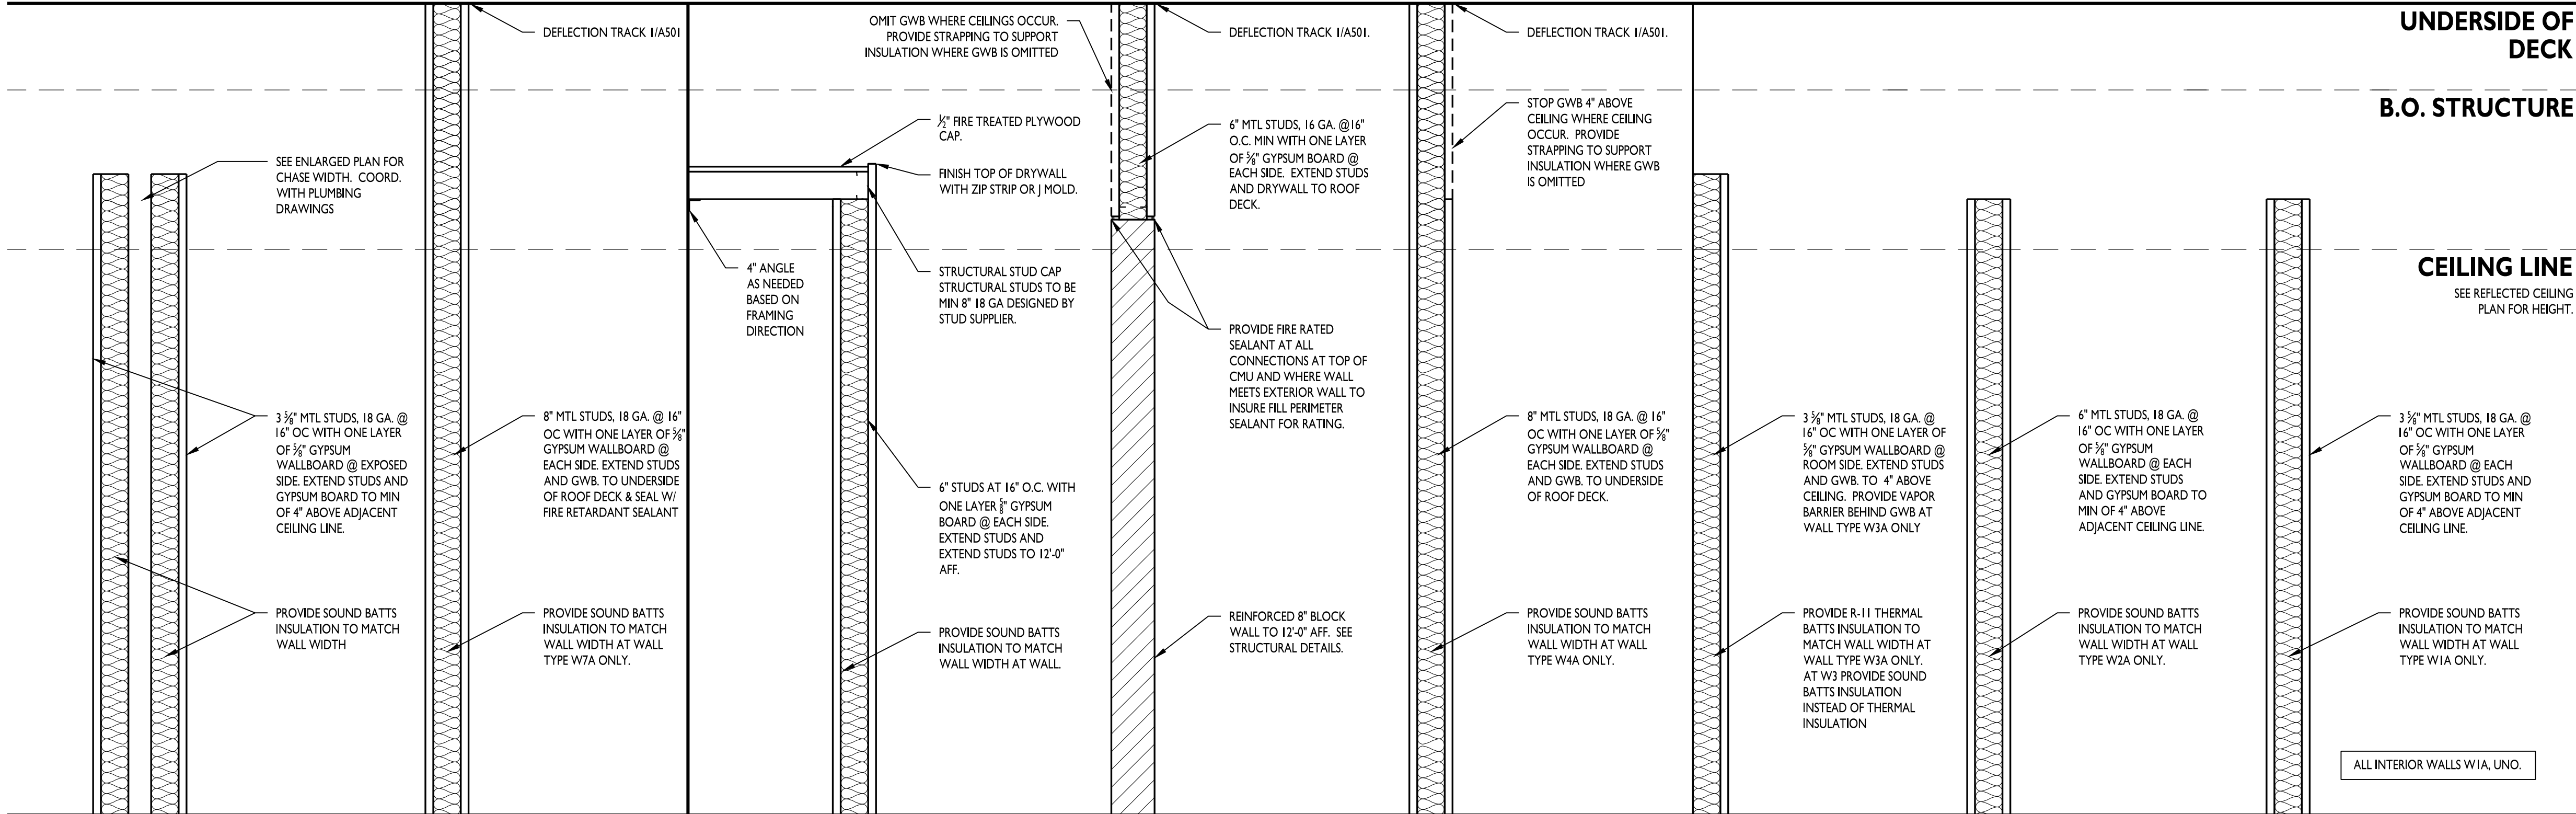 SEE ENLARGED PLAN FOR
CHASE WIDTH. COORD.
WITH PLUMBING
DRAWINGS
3 ⅝" MTL STUDS, 18 GA. @
16" OC WITH ONE LAYER
OF ⅝" GYPSUM
WALLBOARD @ EXPOSED
SIDE. EXTEND STUDS AND
GYPSUM BOARD TO MIN
OF 4" ABOVE ADJACENT
CEILING LINE.
PROVIDE SOUND BATTS
INSULATION TO MATCH
WALL WIDTH
DEFLECTION TRACK 1/A501
8" MTL STUDS, 18 GA. @ 16"
OC WITH ONE LAYER OF ⅝"
GYPSUM WALLBOARD @
EACH SIDE. EXTEND STUDS
AND GWB. TO UNDERSIDE
OF ROOF DECK & SEAL W/
FIRE RETARDANT SEALANT
PROVIDE SOUND BATTS
INSULATION TO MATCH
WALL WIDTH AT WALL
TYPE W7A ONLY.
½" FIRE TREATED PLYWOOD
CAP.
FINISH TOP OF DRYWALL
WITH ZIP STRIP OR J MOLD.
4" ANGLE
AS NEEDED
BASED ON
FRAMING
DIRECTION
STRUCTURAL STUD CAP
STRUCTURAL STUDS TO BE
MIN 8" 18 GA DESIGNED BY
STUD SUPPLIER.
6" STUDS AT 16" O.C. WITH
ONE LAYER ⅝" GYPSUM
BOARD @ EACH SIDE.
EXTEND STUDS AND
EXTEND STUDS TO 12'-0"
AFF.
PROVIDE SOUND BATTS
INSULATION TO MATCH
WALL WIDTH AT WALL.
OMIT GWB WHERE CEILINGS OCCUR.
PROVIDE STRAPPING TO SUPPORT
INSULATION WHERE GWB IS OMITTED
DEFLECTION TRACK 1/A501.
6" MTL STUDS, 16 GA. @16"
O.C. MIN WITH ONE LAYER
OF ⅝" GYPSUM BOARD @
EACH SIDE. EXTEND STUDS
AND DRYWALL TO ROOF
DECK.
PROVIDE FIRE RATED
SEALANT AT ALL
CONNECTIONS AT TOP OF
CMU AND WHERE WALL
MEETS EXTERIOR WALL TO
INSURE FILL PERIMETER
SEALANT FOR RATING.
REINFORCED 8" BLOCK
WALL TO 12'-0" AFF. SEE
STRUCTURAL DETAILS.
DEFLECTION TRACK 1/A501.
STOP GWB 4" ABOVE
CEILING WHERE CEILING
OCCUR. PROVIDE
STRAPPING TO SUPPORT
INSULATION WHERE GWB
IS OMITTED
8" MTL STUDS, 18 GA. @ 16"
OC WITH ONE LAYER OF ⅝"
GYPSUM WALLBOARD @
EACH SIDE. EXTEND STUDS
AND GWB. TO UNDERSIDE
OF ROOF DECK.
PROVIDE SOUND BATTS
INSULATION TO MATCH
WALL WIDTH AT WALL
TYPE W4A ONLY.
3 ⅝" MTL STUDS, 18 GA. @
16" OC WITH ONE LAYER OF
⅝" GYPSUM WALLBOARD @
ROOM SIDE. EXTEND STUDS
AND GWB. TO 4" ABOVE
CEILING. PROVIDE VAPOR
BARRIER BEHIND GWB AT
WALL TYPE W3A ONLY
PROVIDE R-11 THERMAL
BATTS INSULATION TO
MATCH WALL WIDTH AT
WALL TYPE W3A ONLY.
AT W3 PROVIDE SOUND
BATTS INSULATION
INSTEAD OF THERMAL
INSULATION
6" MTL STUDS, 18 GA. @
16" OC WITH ONE LAYER
OF ⅝" GYPSUM
WALLBOARD @ EACH
SIDE. EXTEND STUDS
AND GYPSUM BOARD TO
MIN OF 4" ABOVE
ADJACENT CEILING LINE.
PROVIDE SOUND BATTS
INSULATION TO MATCH
WALL WIDTH AT WALL
TYPE W2A ONLY.
UNDERSIDE OF
DECK
B.O. STRUCTURE
CEILING LINE
SEE REFLECTED CEILING
PLAN FOR HEIGHT.
3 ⅝" MTL STUDS, 18 GA. @
16" OC WITH ONE LAYER
OF ⅝" GYPSUM
WALLBOARD @ EACH
SIDE. EXTEND STUDS AND
GYPSUM BOARD TO MIN
OF 4" ABOVE ADJACENT
CEILING LINE.
PROVIDE SOUND BATTS
INSULATION TO MATCH
WALL WIDTH AT WALL
TYPE W1A ONLY.
ALL INTERIOR WALLS W1A, UNO.